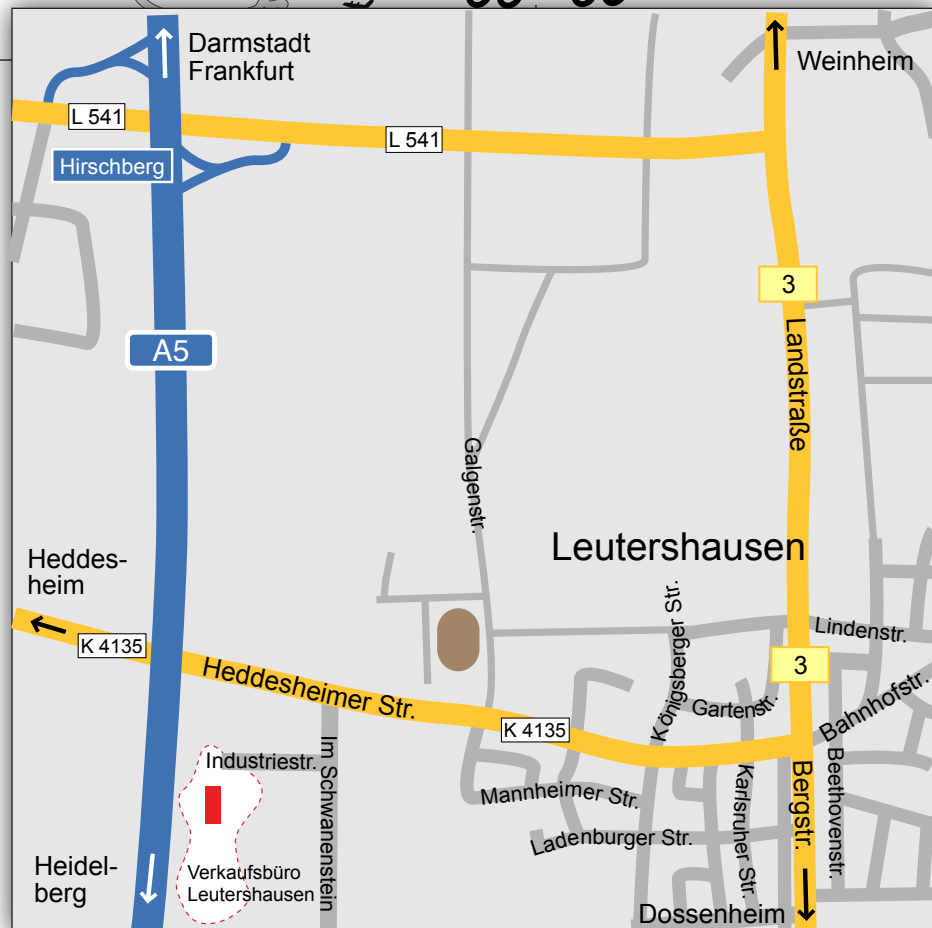 Darmstadt
Frankfurt
Weinheim
L 541
L 541
Hirschberg
3
A5
Landstraße
Galgenstr.
Leutershausen
Heddes-
heim
K 4135
Königsberger Str.
Lindenstr.
3
Heddesheimer Str.
Gartenstr.
Bahnhofstr.
K 4135
Industriestr.
Im Schwanenstein
Mannheimer Str.
Karlsruher Str.
Bergstr.
Beethovenstr.
Ladenburger Str.
Heidel-
berg
Verkaufsbüro
Leutershausen
Dossenheim